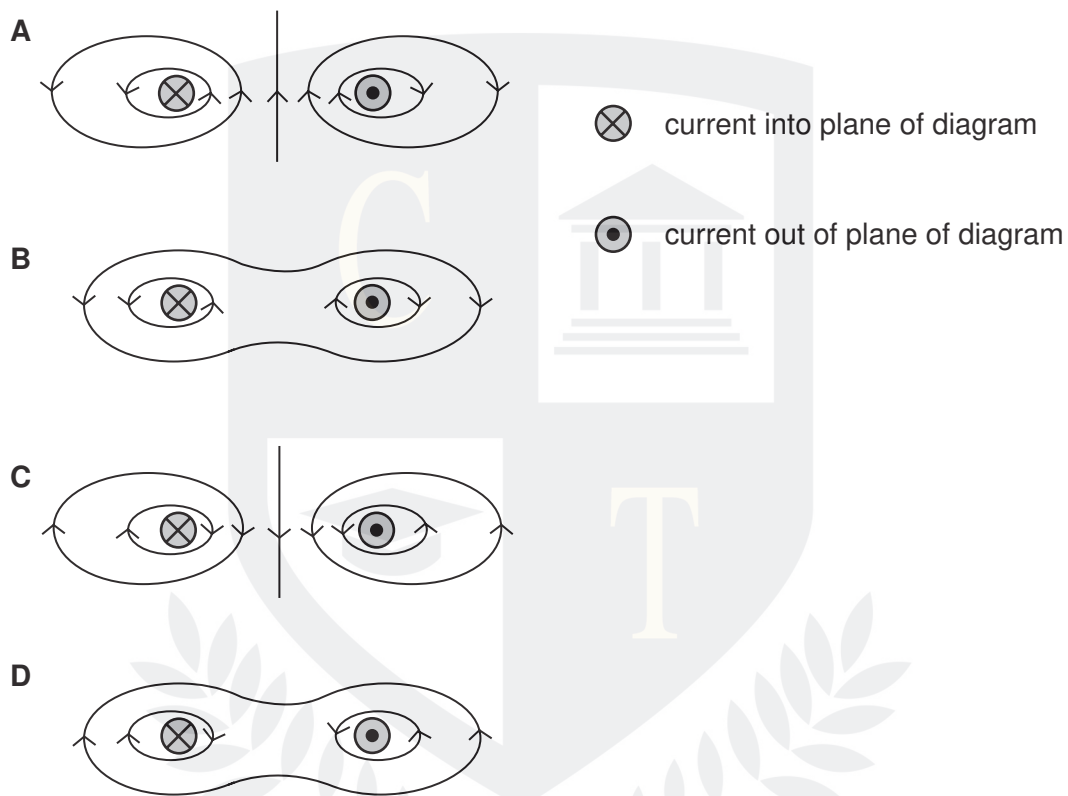 A
current into plane of diagram
C
current out of plane of diagram
B
C
T
D